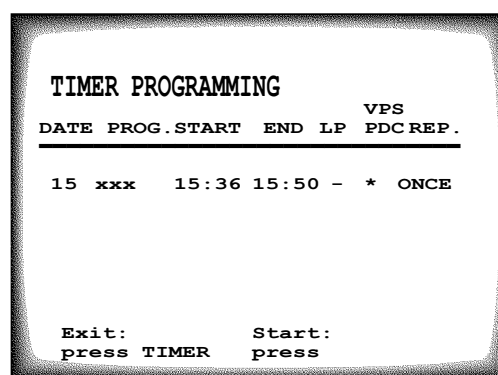 TIMER PROGRAMMING
VPS
DATE PROG.START END LP PDC REP.
15 xxx 15:36 15:50 – * ONCE
Exit: Start:
press TIMER press